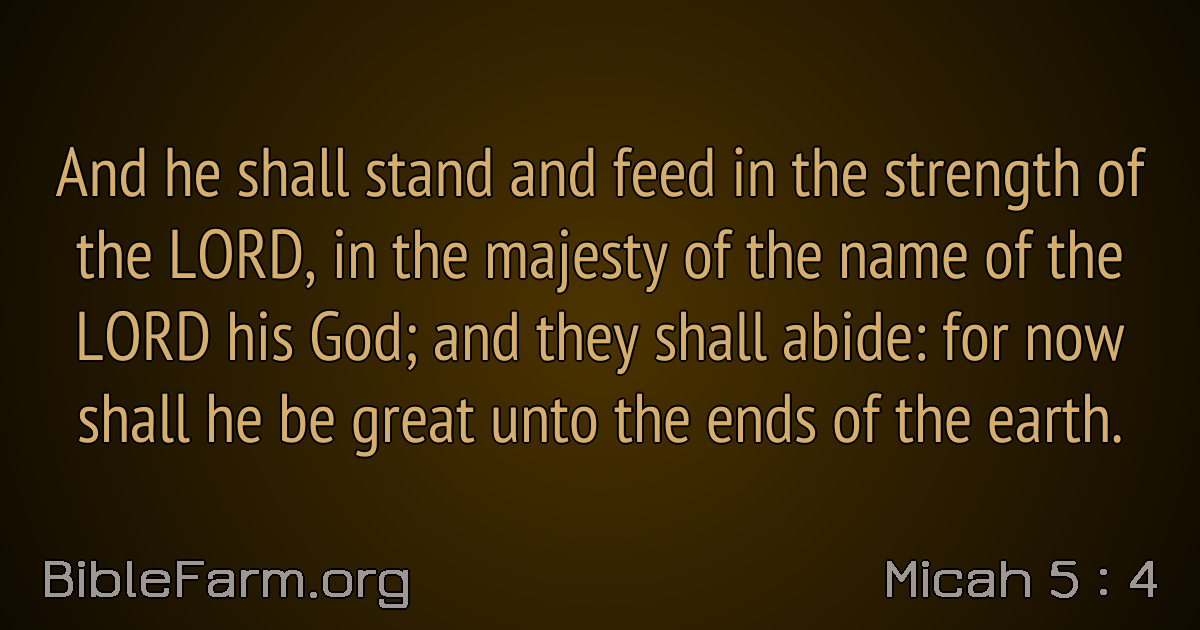 And he shall stand and feed in the strength of
the LORD, in the majesty of the name of the
LORD his God; and they shall abide: for now
shall he be great unto the ends of the earth.
BibleFarm.org
Micah 5 : 4